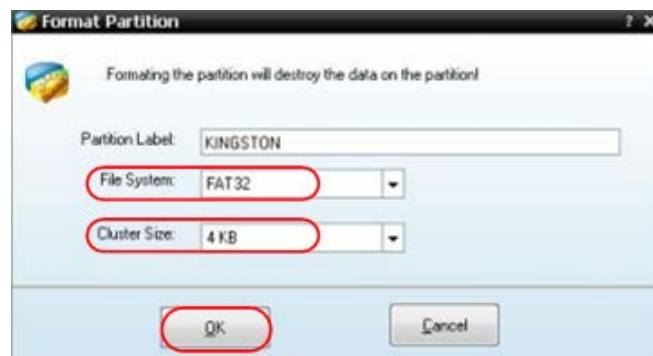 Format Partition ? X
Formating the partition will destroy the data on the partition!
Partition Label: KINGSTON
File System: FAT32
Cluster Size: 4 KB
OK Cancel